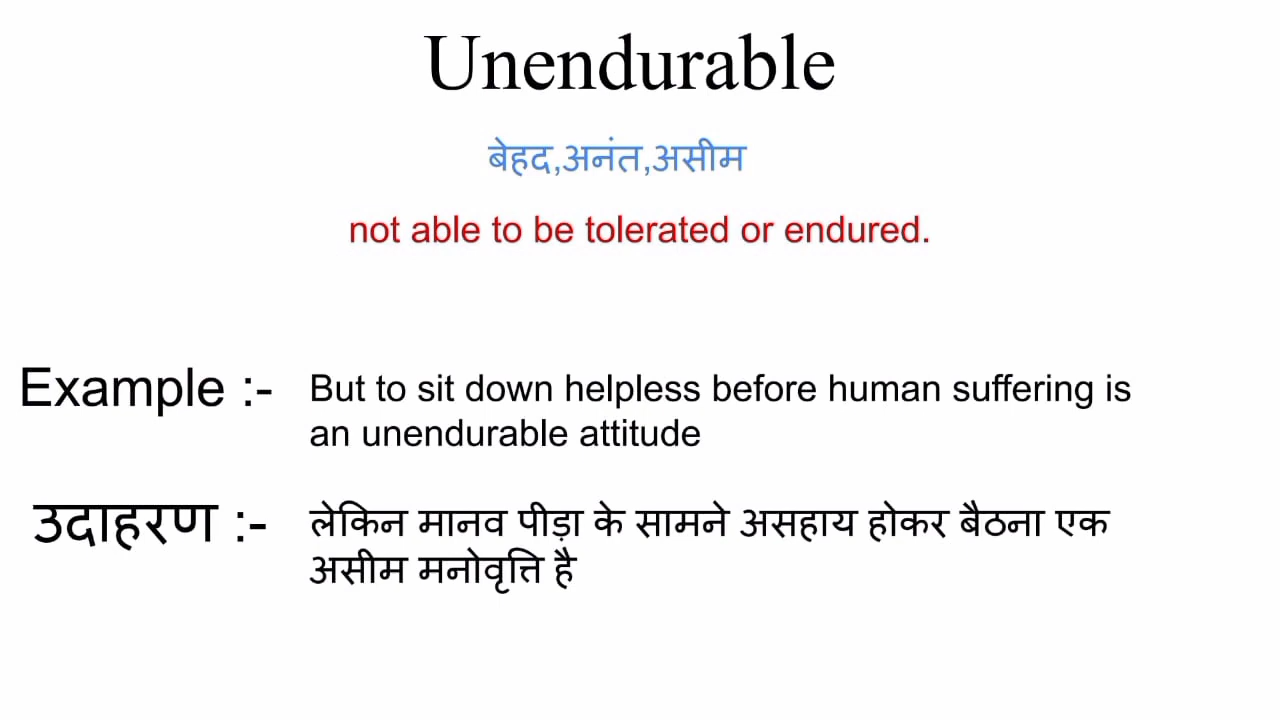 Unendurable
बेहद,अनंत,असीम
not able to be tolerated or endured.
Example :- But to sit down helpless before human suffering is
an unendurable attitude
उदाहरण :- लेकिन मानव पीड़ा के सामने असहाय होकर बैठना एक
असीम मनोवृत्ति है